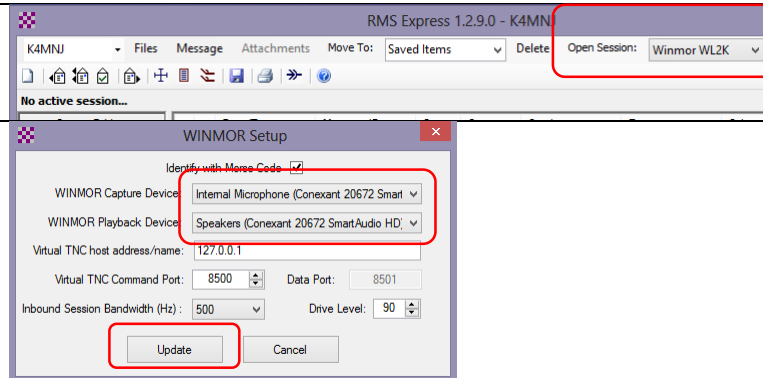 RMS Express 1.2.9.0 - K4MNJ
K4MNJ Files Message Attachments Move To: Saved Items Delete Open Session: Winmor WL2K
No active session...
WINMOR Setup
Identify with Morse Code
WINMOR Capture Device: Internal Microphone (Conexant 20672 Smart
WINMOR Playback Device: Speakers (Conexant 20672 SmartAudio HD)
Virtual TNC host address/name: 127.0.0.1
Virtual TNC Command Port: 8500 Data Port: 8501
Inbound Session Bandwidth (Hz) : 500 Drive Level: 90
Update Cancel